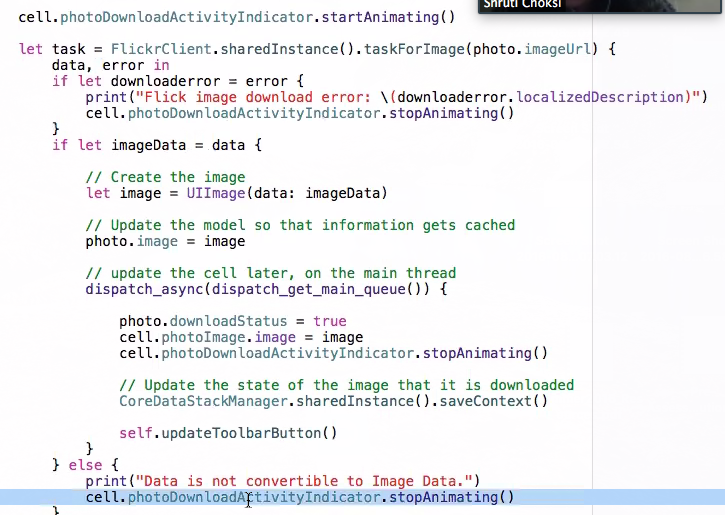 Shruti Choksi
cell.photoDownloadActivityIndicator.startAnimating()
let task = FlickrClient.sharedInstance().taskForImage(photo.imageUrl) {
data, error in
if let downloaderror = error {
print("Flick image download error: \(downloaderror.localizedDescription)")
cell.photoDownloadActivityIndicator.stopAnimating()
}
if let imageData = data {
// Create the image
let image = UIImage(data: imageData)
// Update the model so that information gets cached
photo.image = image
// update the cell later, on the main thread
dispatch_async(dispatch_get_main_queue()) {
photo.downloadStatus = true
cell.photoImage.image = image
cell.photoDownloadActivityIndicator.stopAnimating()
// Update the state of the image that it is downloaded
CoreDataStackManager.sharedInstance().saveContext()
self.updateToolbarButton()
}
} else {
print("Data is not convertible to Image Data.")
cell.photoDownloadActivityIndicator.stopAnimating()
}